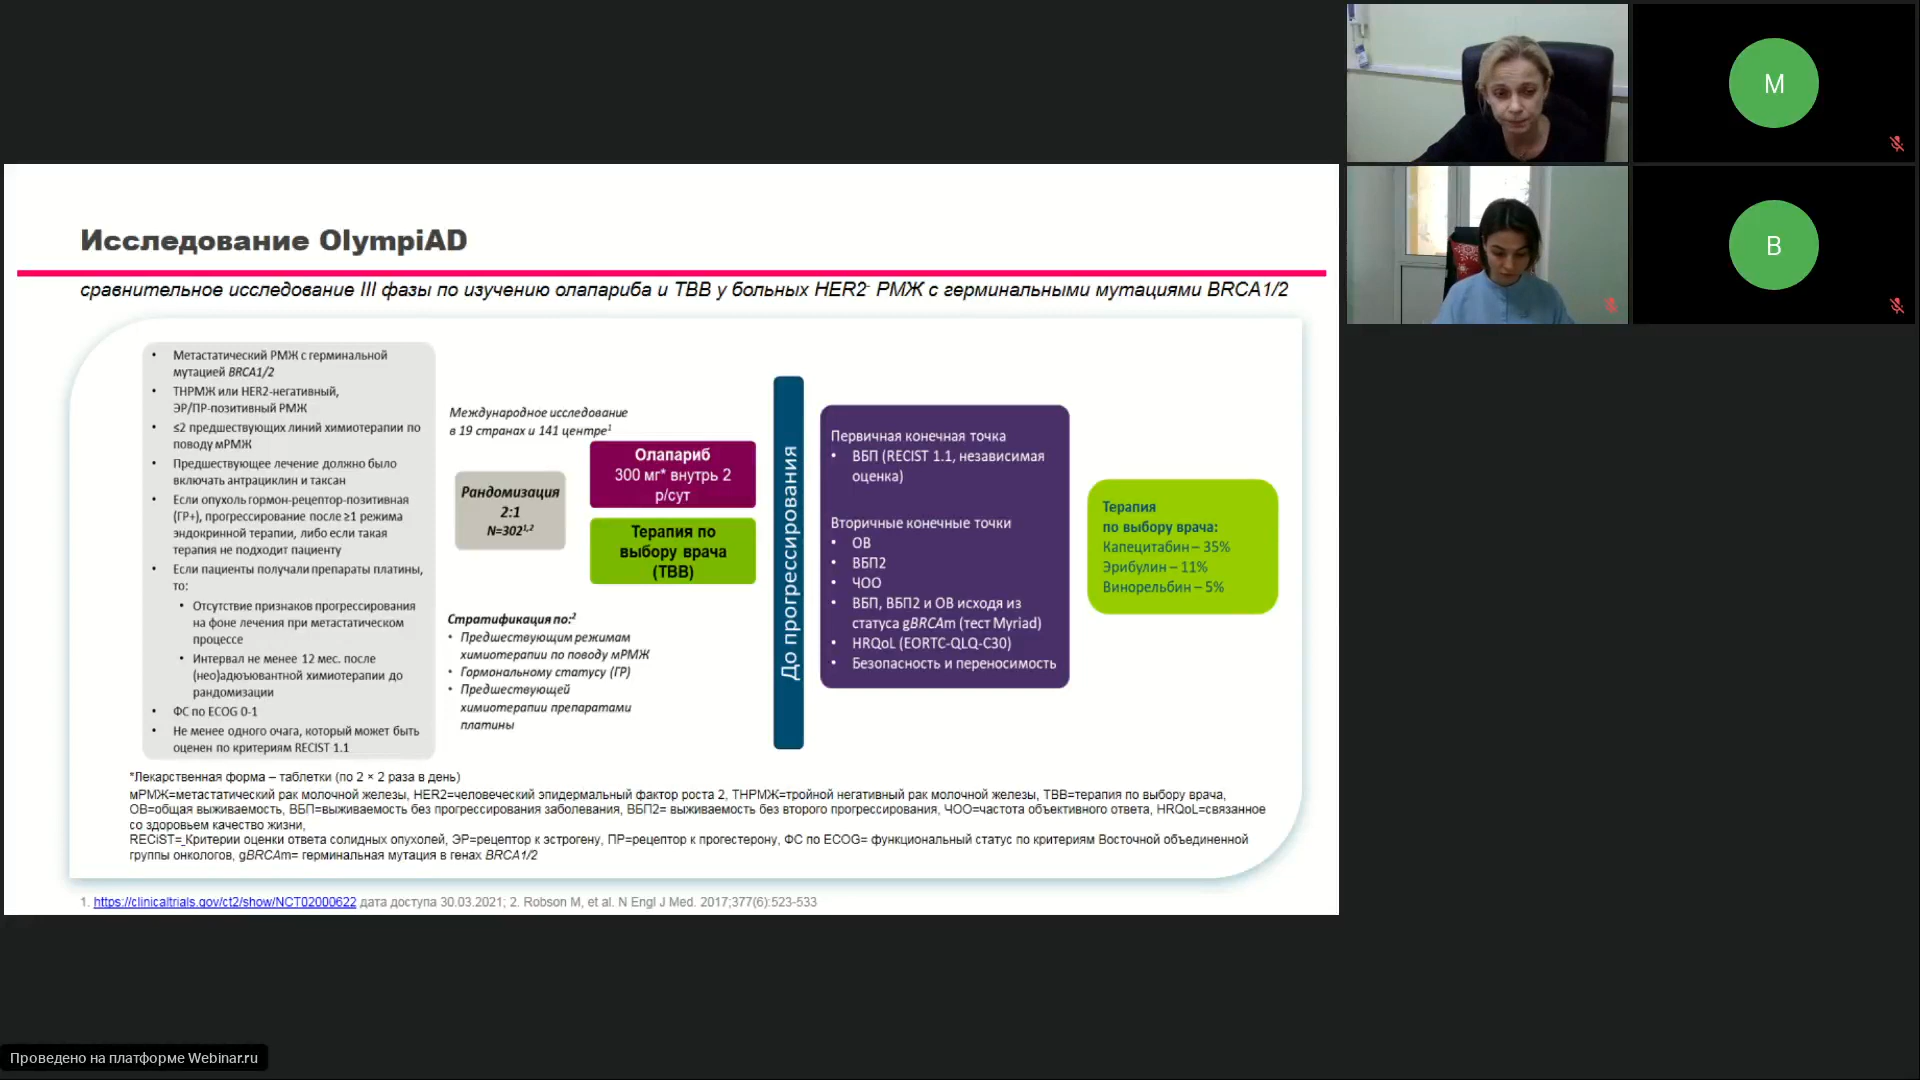 Исследование OlympiAD
сравнительное исследование III фазы по изучению олапариба и ТВВ у больных HER2- РМЖ с герминальными мутациями BRCA1/2
• Метастатический РМЖ с герминальной
мутацией BRCA1/2
• ТНРМЖ или HER2-негативный,
ЭР/ПР-позитивный РМЖ
• ≤2 предшествующих линий химиотерапии по
поводу мРМЖ
• Предшествующее лечение должно было
включать антрациклин и таксан
• Если опухоль гормон-рецептор-позитивная
(ГР+), прогрессирование после ≥1 режима
эндокринной терапии, либо если такая
терапия не подходит пациенту
• Если пациенты получали препараты платины,
то:
• Отсутствие признаков прогрессирования
на фоне лечения при метастатическом
процессе
• Интервал не менее 12 мес. после
(нео)адюъювантной химиотерапии до
рандомизации
• ФС по ECOG 0-1
• Не менее одного очага, который может быть
оценен по критериям RECIST 1.1
Международное исследование
в 19 странах и 141 центре1
Рандомизация
2:1
N=3021,2
Олапариб
300 мг* внутрь 2
р/сут
Терапия по
выбору врача
(ТВВ)
Стратификация по:2
• Предшествующим режимам
химиотерапии по поводу мРМЖ
• Гормональному статусу (ГР)
• Предшествующей
химиотерапии препаратами
платины
До прогрессирования
Первичная конечная точка
• ВБП (RECIST 1.1, независимая
оценка)
Вторичные конечные точки
• ОВ
• ВБП2
• ЧОО
• ВБП, ВБП2 и ОВ исходя из
статуса gBRCAm (тест Myriad)
• HRQoL (EORTC-QLQ-C30)
• Безопасность и переносимость
Терапия
по выбору врача:
Капецитабин – 35%
Эрибулин – 11%
Винорельбин – 5%
*Лекарственная форма – таблетки (по 2 × 2 раза в день)
мРМЖ=метастатический рак молочной железы, HER2=человеческий эпидермальный фактор роста 2, ТНРМЖ=тройной негативный рак молочной железы, ТВВ=терапия по выбору врача,
ОВ=общая выживаемость, ВБП=выживаемость без прогрессирования заболевания, ВБП2= выживаемость без второго прогрессирования, ЧОО=частота объективного ответа, HRQoL=связанное
со здоровьем качество жизни,
RECiST= Критерии оценки ответа солидных опухолей, ЭР=рецептор к эстрогену, ПР=рецептор к прогестерону, ФС по ECOG= функциональный статус по критериям Восточной объединенной
группы онкологов, gBRCAm= герминальная мутация в генах BRCA1/2
1. https://clinicaltrials.gov/ct2/show/NCT02000622 дата доступа 30.03.2021; 2. Robson M, et al. N Engl J Med. 2017;377(6):523-533
M
B
Проведено на платформе Webinar.ru